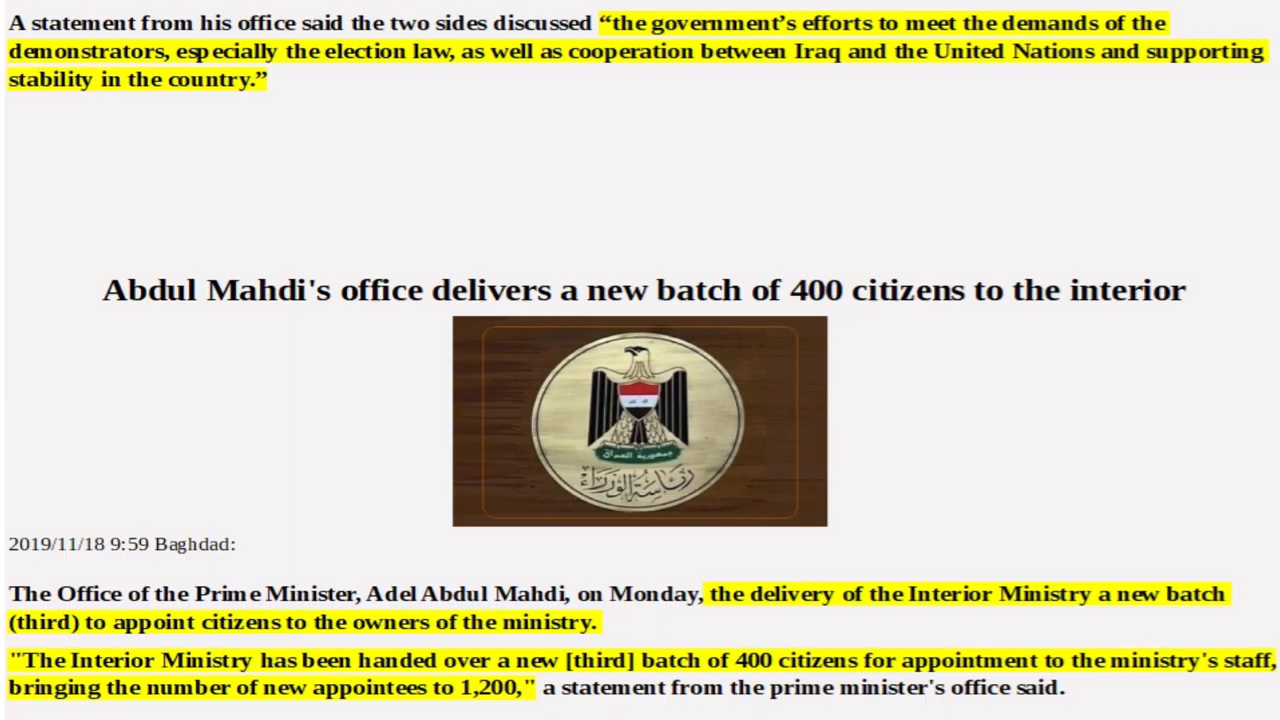 A statement from his office said the two sides discussed “the government’s efforts to meet the demands of the
demonstrators, especially the election law, as well as cooperation between Iraq and the United Nations and supporting
stability in the country.”
Abdul Mahdi's office delivers a new batch of 400 citizens to the interior
جمهورية العراق
رئاسة الوزراء
2019/11/18 9:59 Baghdad:
The Office of the Prime Minister, Adel Abdul Mahdi, on Monday, the delivery of the Interior Ministry a new batch
(third) to appoint citizens to the owners of the ministry.
"The Interior Ministry has been handed over a new [third] batch of 400 citizens for appointment to the ministry's staff,
bringing the number of new appointees to 1,200," a statement from the prime minister's office said.